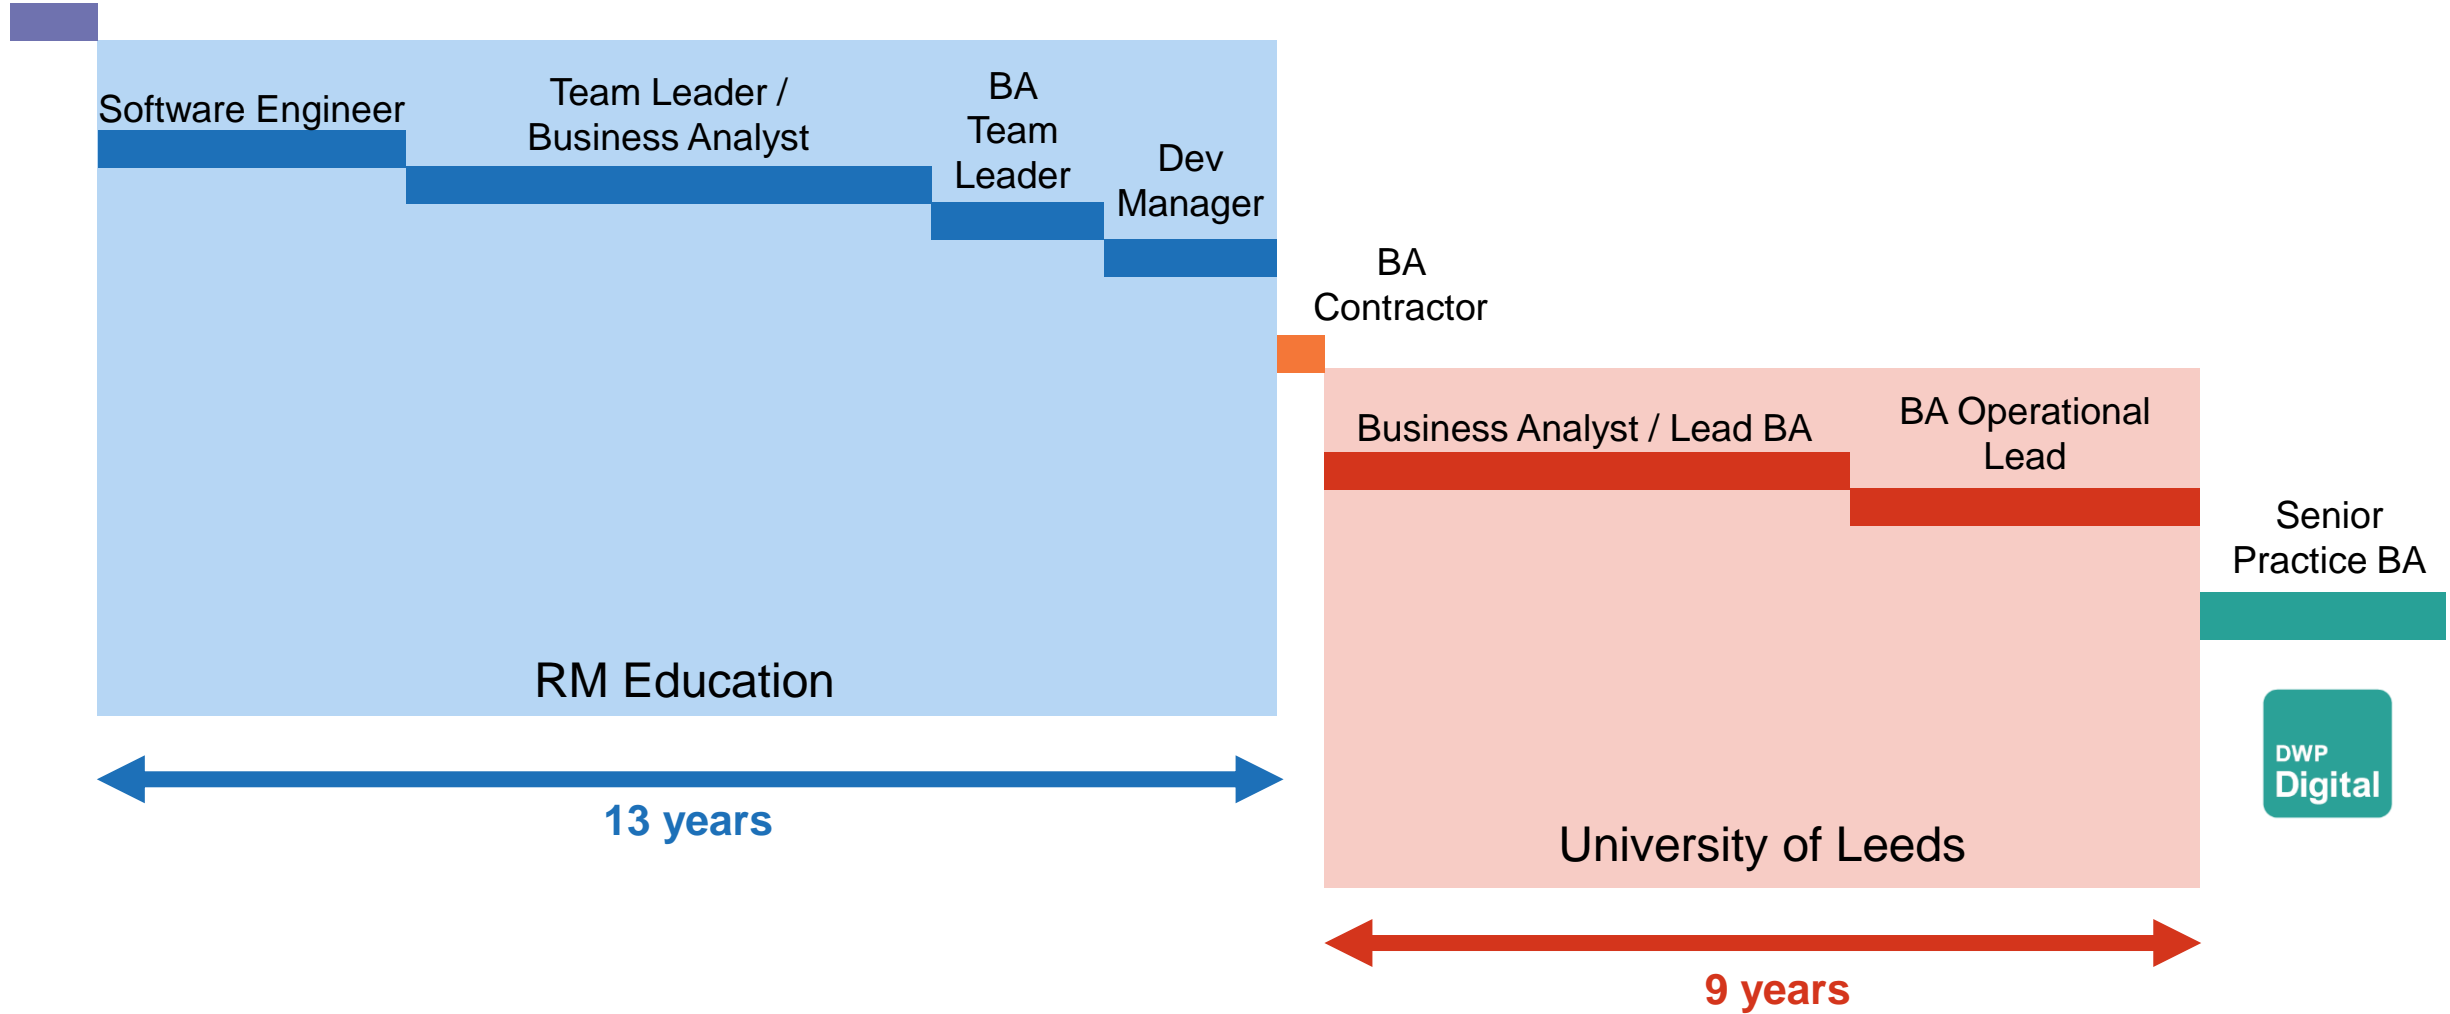 Software Engineer
Team Leader /
Business Analyst
BA
Team
Leader
Dev
Manager
BA
Contractor
RM Education
13 years
Business Analyst / Lead BA
BA Operational
Lead
University of Leeds
9 years
Senior
Practice BA
DWP
Digital